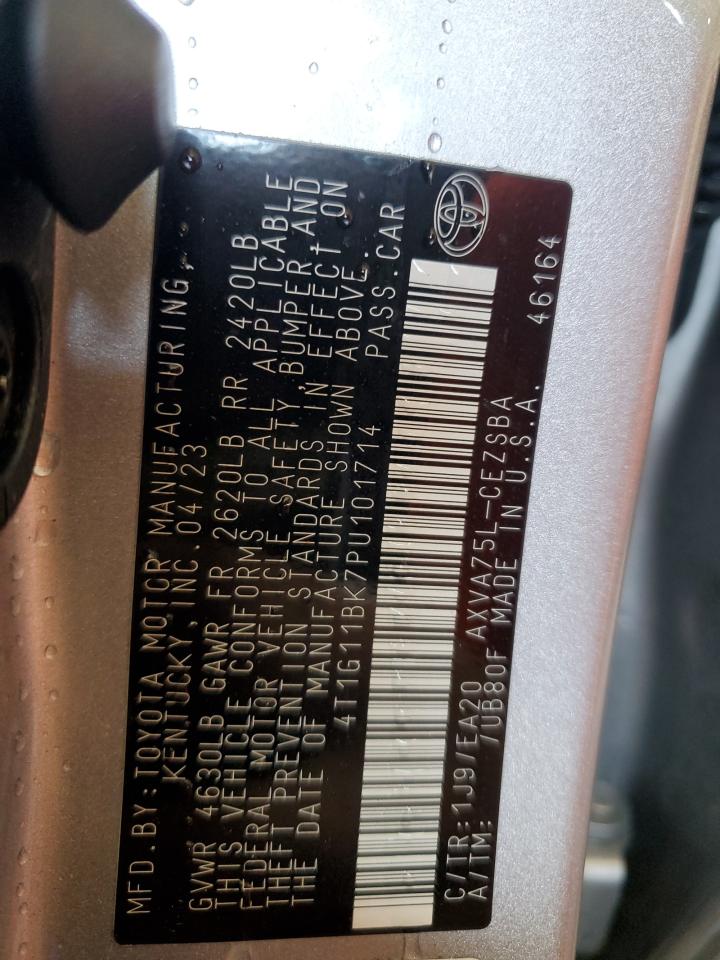 MFD.BY:TOYOTA MOTOR MANUFACTURING,
KENTUCKY,INC.04/23
GVWR 4630LB GAWR FR 2620LB RR 2420LB
THIS VEHICLE CONFORMS TO ALL APPLICABLE
FEDERAL MOTOR VEHICLE SAFETY,BUMPER AND
THEFT PREVENTION STANDARDS IN EFFECT ON
THE DATE OF MANUFACTURE SHOWN ABOVE.
4T1G11BK7PU101714 PASS.CAR
C/TR:1J9/EA20 AXVA75L-CEZSBA
A/TM: /UB80F MADE IN U.S.A. 46164